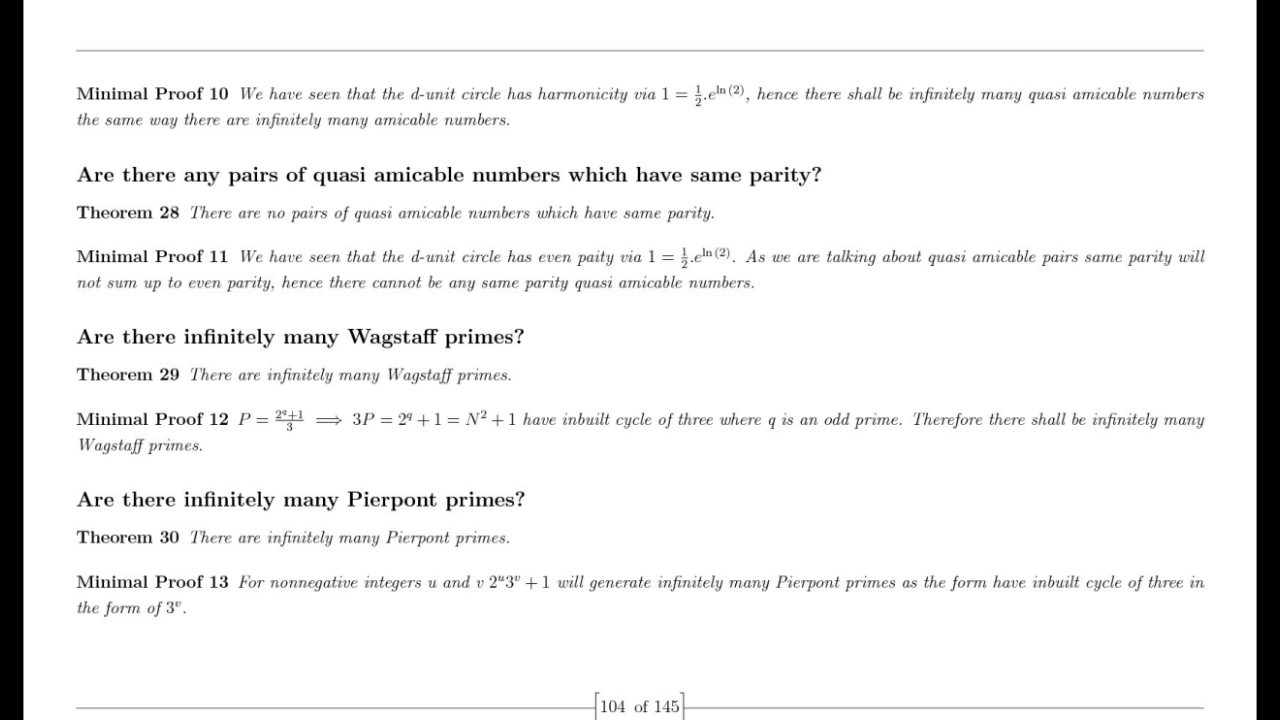 Minimal Proof 10 We have seen that the d-unit circle has harmonicity via 1 = 1/2.e^ln(2), hence there shall be infinitely many quasi amicable numbers
the same way there are infinitely many amicable numbers.
Are there any pairs of quasi amicable numbers which have same parity?
Theorem 28 There are no pairs of quasi amicable numbers which have same parity.
Minimal Proof 11 We have seen that the d-unit circle has even paity via 1 = 1/2.e^ln(2). As we are talking about quasi amicable pairs same parity will
not sum up to even parity, hence there cannot be any same parity quasi amicable numbers.
Are there infinitely many Wagstaff primes?
Theorem 29 There are infinitely many Wagstaff primes.
Minimal Proof 12 P = (2^q+1)/3 ⟹ 3P = 2^q + 1 = N² + 1 have inbuilt cycle of three where q is an odd prime. Therefore there shall be infinitely many
Wagstaff primes.
Are there infinitely many Pierpont primes?
Theorem 30 There are infinitely many Pierpont primes.
Minimal Proof 13 For nonnegative integers u and v 2^u3^v + 1 will generate infinitely many Pierpont primes as the form have inbuilt cycle of three in
the form of 3^v.
[104 of 145]